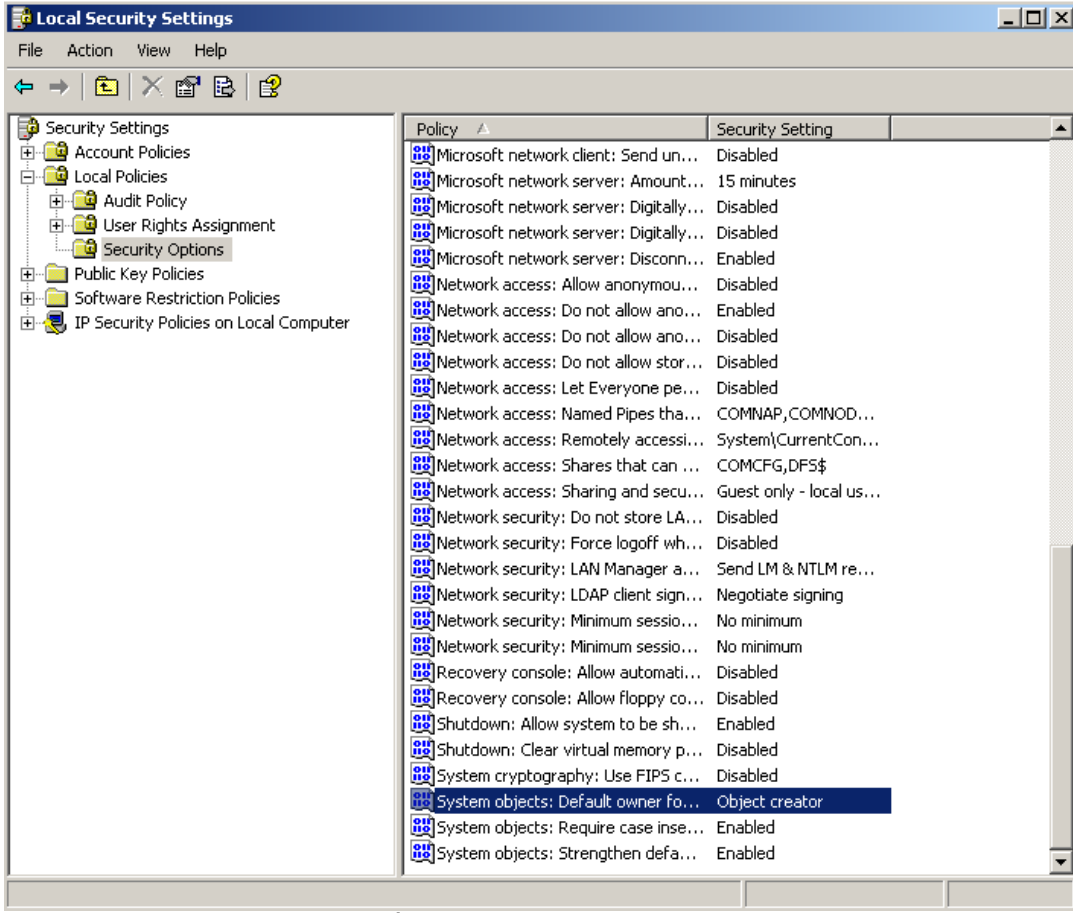 Local Security Settings
File Action View Help
Security Settings
Account Policies
Local Policies
Audit Policy
User Rights Assignment
Security Options
Public Key Policies
Software Restriction Policies
IP Security Policies on Local Computer
Policy Security Setting
Microsoft network client: Send un... Disabled
Microsoft network server: Amount... 15 minutes
Microsoft network server: Digitally... Disabled
Microsoft network server: Digitally... Disabled
Microsoft network server: Disconn... Enabled
Network access: Allow anonymou... Disabled
Network access: Do not allow ano... Enabled
Network access: Do not allow ano... Disabled
Network access: Do not allow stor... Disabled
Network access: Let Everyone pe... Disabled
Network access: Named Pipes tha... COMNAP,COMNOD...
Network access: Remotely accessi... System\CurrentCon...
Network access: Shares that can ... COMCFG,DFS$
Network access: Sharing and secu... Guest only - local us...
Network security: Do not store LA... Disabled
Network security: Force logoff wh... Disabled
Network security: LAN Manager a... Send LM & NTLM re...
Network security: LDAP client sign... Negotiate signing
Network security: Minimum sessio... No minimum
Network security: Minimum sessio... No minimum
Recovery console: Allow automati... Disabled
Recovery console: Allow floppy co... Disabled
Shutdown: Allow system to be sh... Enabled
Shutdown: Clear virtual memory p... Disabled
System cryptography: Use FIPS c... Disabled
System objects: Default owner fo... Object creator
System objects: Require case inse... Enabled
System objects: Strengthen defa... Enabled